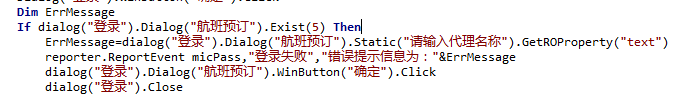 Dim ErrMessage
If dialog("登录").Dialog("航班预订").Exist(5) Then
ErrMessage=dialog("登录").Dialog("航班预订").Static("请输入代理名称").GetROProperty("text")
reporter.ReportEvent micPass,"登录失败","错误提示信息为："&ErrMessage
dialog("登录").Dialog("航班预订").WinButton("确定").Click
dialog("登录").Close